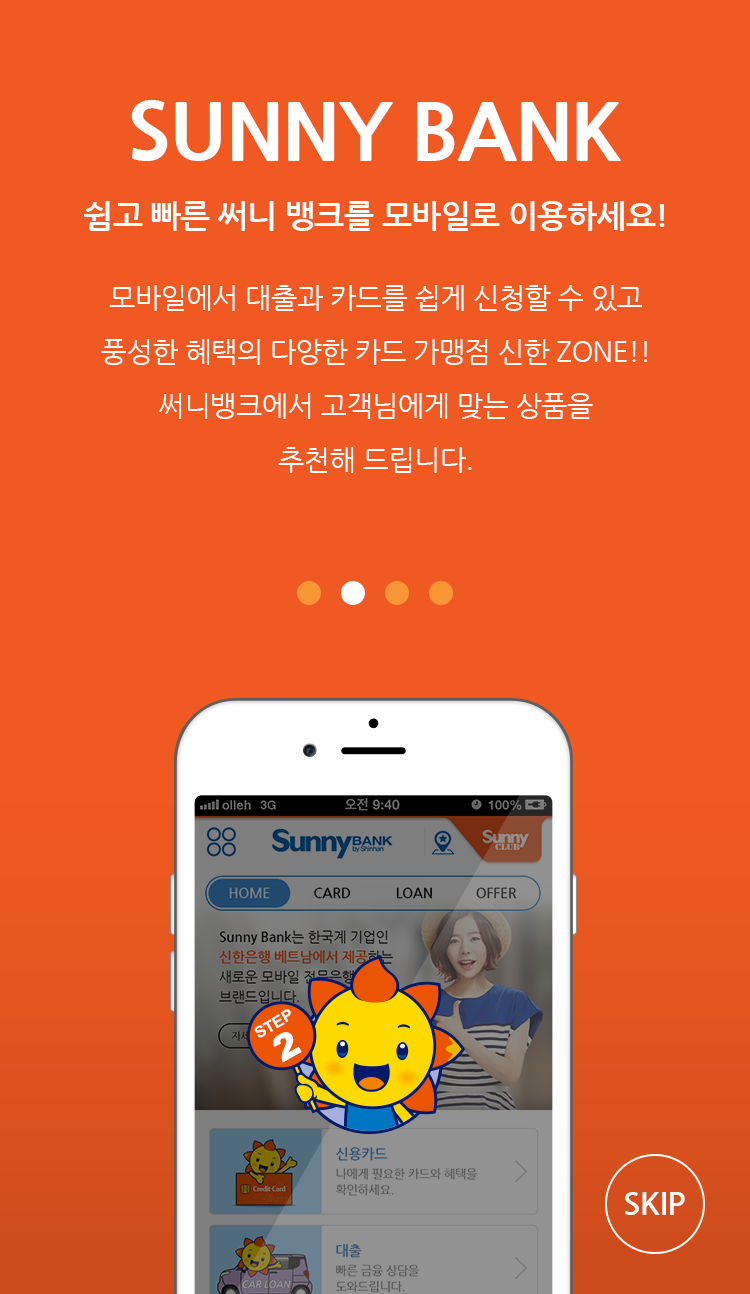 SUNNY BANK
쉽고 빠른 써니 뱅크를 모바일로 이용하세요!
모바일에서 대출과 카드를 쉽게 신청할 수 있고
풍성한 혜택의 다양한 카드 가맹점 신한 ZONE!!
써니뱅크에서 고객님에게 맞는 상품을
추천해 드립니다.
olleh 3G 오전 9:40 100%
Sunny BANK
by Shinhan
Sunny
CLUB
HOME CARD LOAN OFFER
Sunny Bank는 한국계 기업인
신한은행 베트남에서 제공하는
새로운 모바일 전문은행
브랜드입니다.
STEP
2
신용카드
나에게 필요한 카드와 혜택을
확인하세요.
Credit Card
SKIP
대출
빠른 금융 상담을
도와드립니다.
CAR LOAN